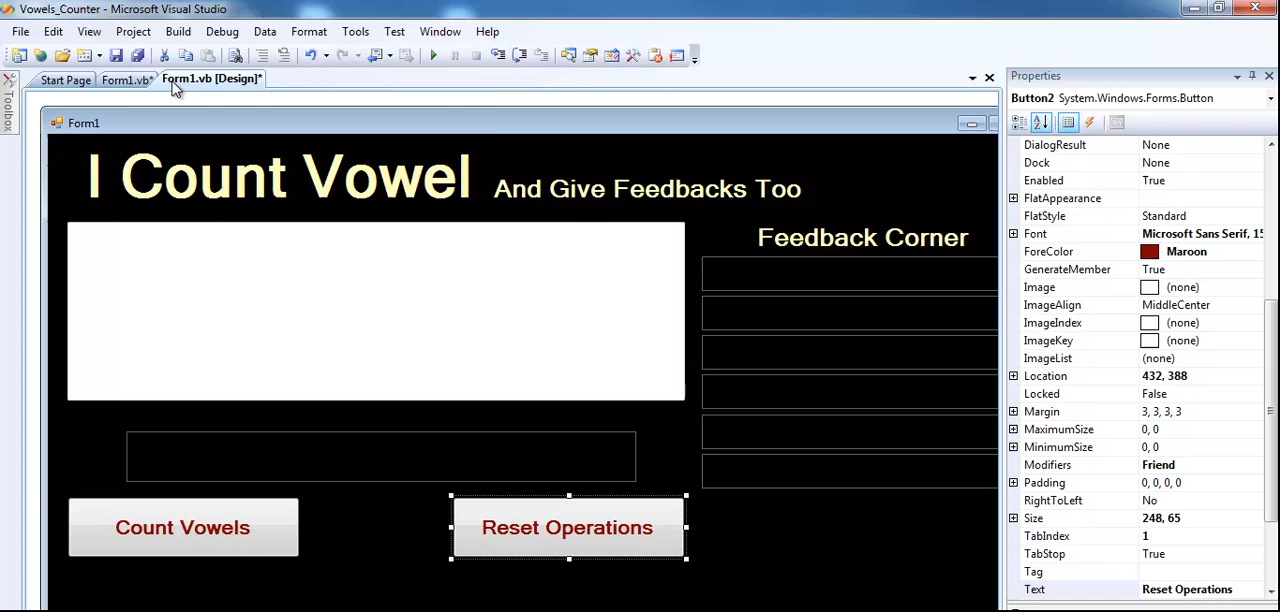 Vowels_Counter - Microsoft Visual Studio
File Edit View Project Build Debug Data Format Tools Test Window Help
Start Page Form1.vb* Form1.vb [Design]*
Toolbox
Form1
I Count Vowel And Give Feedbacks Too
Feedback Corner
Count Vowels
Reset Operations
Properties
Button2 System.Windows.Forms.Button
DialogResult None
Dock None
Enabled True
FlatAppearance
FlatStyle Standard
Font Microsoft Sans Serif, 15
ForeColor Maroon
GenerateMember True
Image (none)
ImageAlign MiddleCenter
ImageIndex (none)
ImageKey (none)
ImageList (none)
Location 432, 388
Locked False
Margin 3, 3, 3, 3
MaximumSize 0, 0
MinimumSize 0, 0
Modifiers Friend
Padding 0, 0, 0, 0
RightToLeft No
Size 248, 65
TabIndex 1
TabStop True
Tag
Text Reset Operations